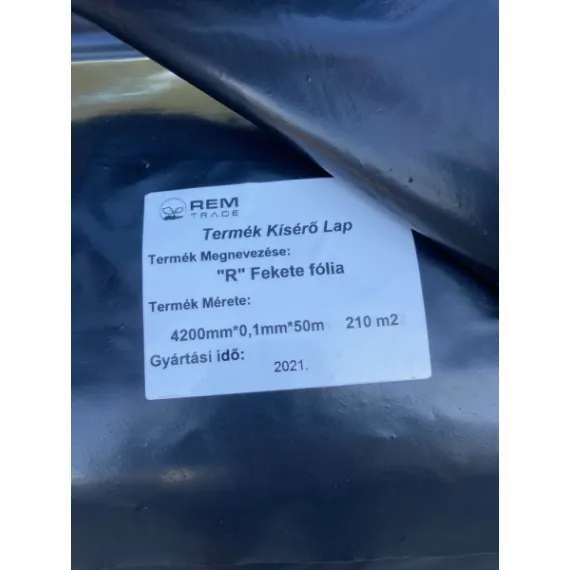 REM
TRADE
Termék Kísérő Lap
Termék Megnevezése:
"R" Fekete fólia
Termék Mérete:
4200mm*0,1mm*50m 210 m2
Gyártási idő:
2021.